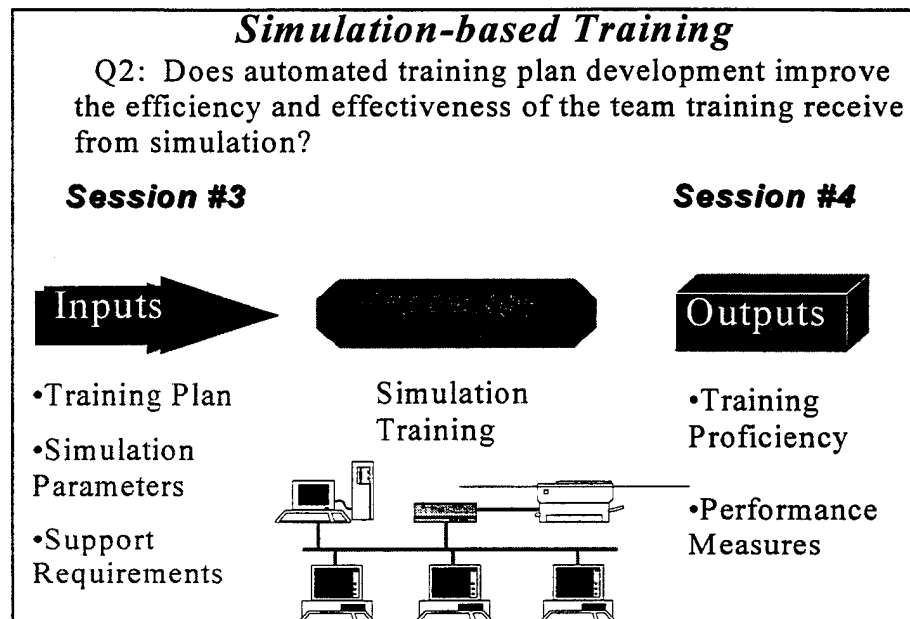 Simulation-based Training
Q2: Does automated training plan development improve
the efficiency and effectiveness of the team training receive
from simulation?
Session #3
Session #4
Inputs
Outputs
•Training Plan
•Simulation
Parameters
•Support
Requirements
Simulation
Training
•Training
Proficiency
•Performance
Measures